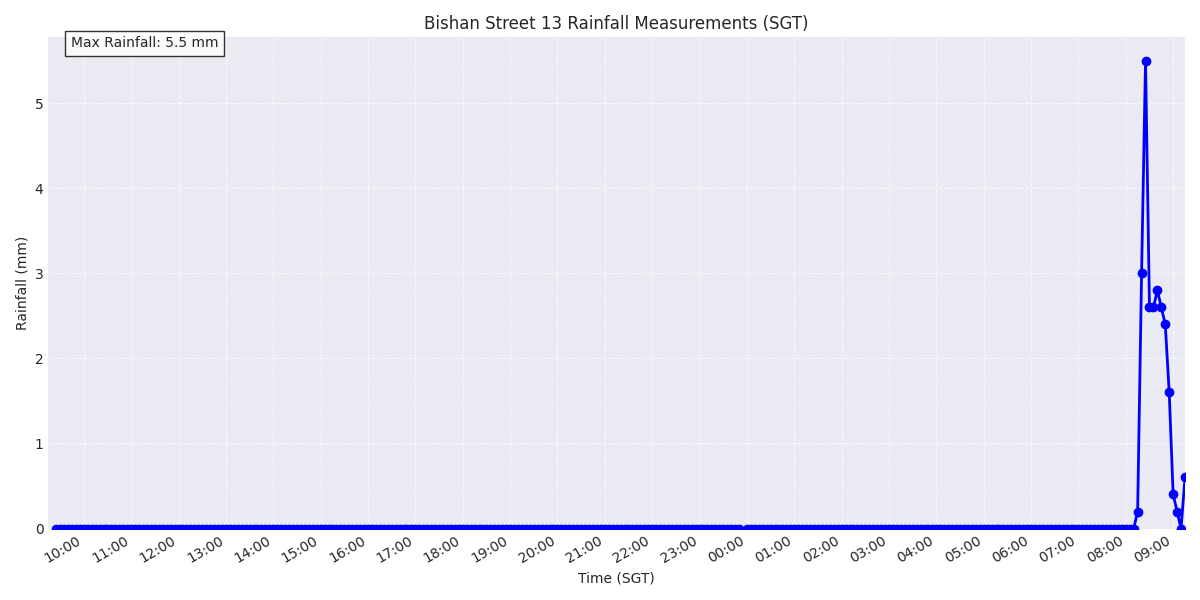 Bishan Street 13 Rainfall Measurements (SGT)
Max Rainfall: 5.5 mm
Rainfall (mm)
5
4
3
2
1
0
10:00 11:00 12:00 13:00 14:00 15:00 16:00 17:00 18:00 19:00 20:00 21:00 22:00 23:00 00:00 01:00 02:00 03:00 04:00 05:00 06:00 07:00 08:00 09:00
Time (SGT)